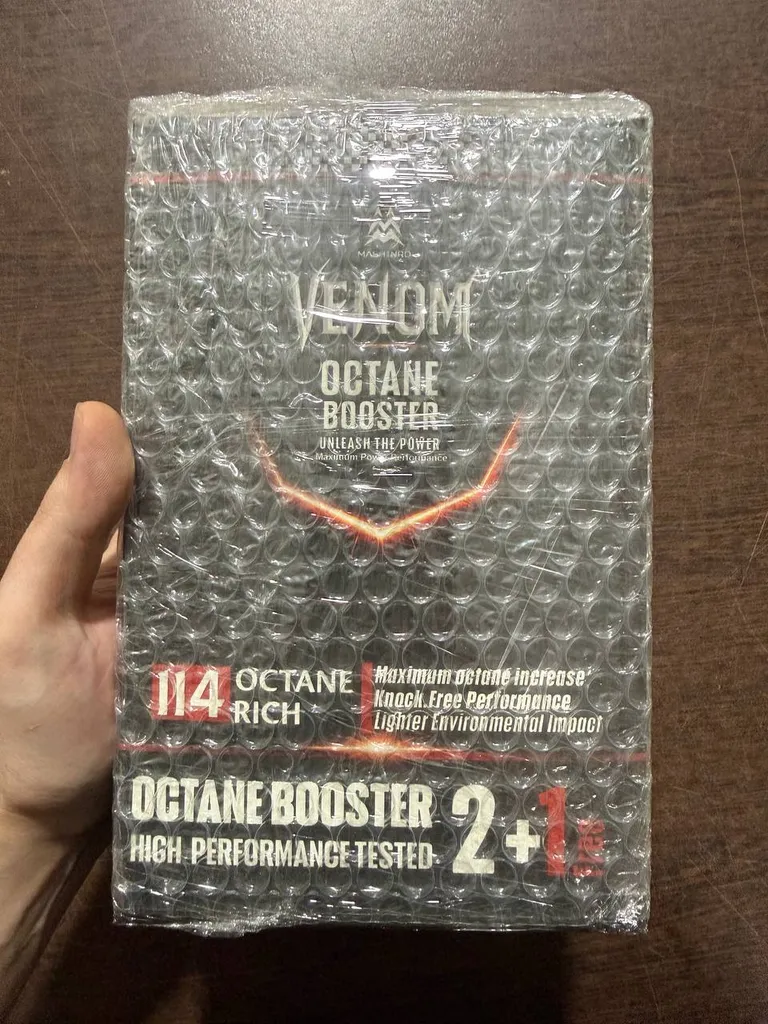 VENOM
OCTANE
BOOSTER
UNLEASH THE POWER
Maximum Power Performance
114 OCTANE
RICH
Maximum octane increase
Knock Free Performance
Lighter Environmental Impact
OCTANE BOOSTER
HIGH PERFORMANCE TESTED
2+1